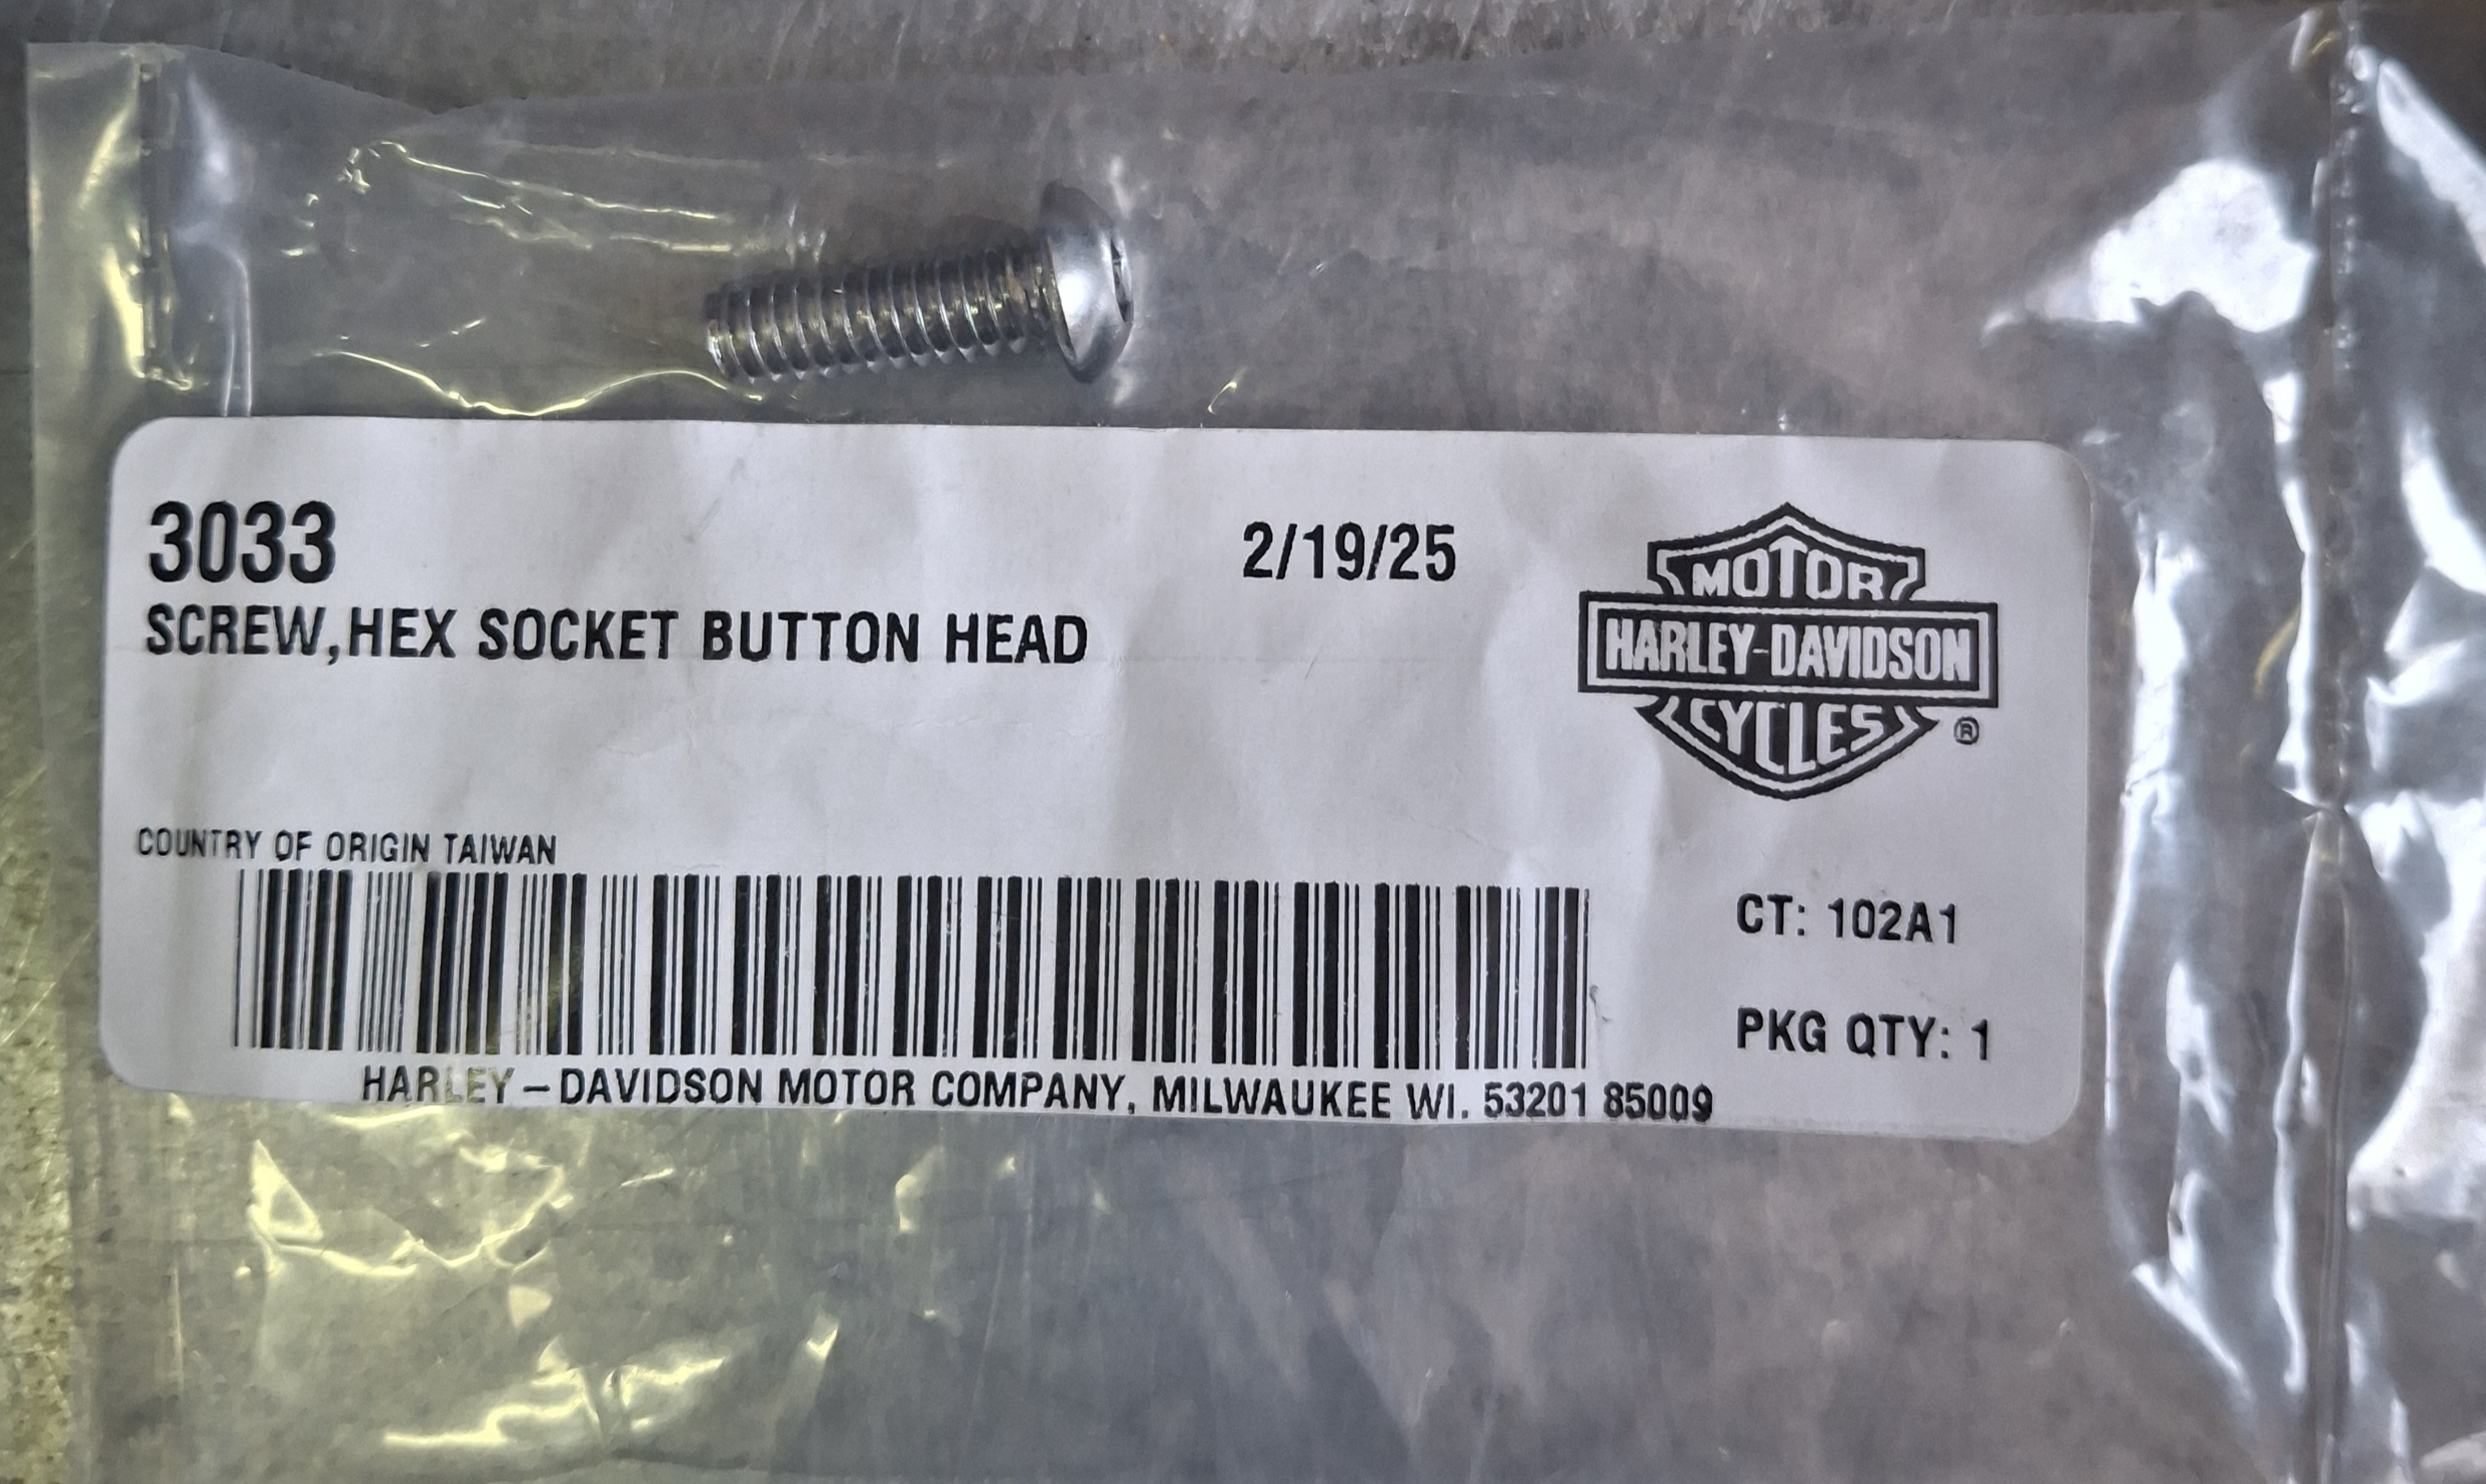 3033
2/19/25
SCREW,HEX SOCKET BUTTON HEAD
MOTOR
HARLEY-DAVIDSON
CYCLES
®
COUNTRY OF ORIGIN TAIWAN
CT: 102A1
PKG QTY: 1
HARLEY-DAVIDSON MOTOR COMPANY, MILWAUKEE WI. 53201 85009